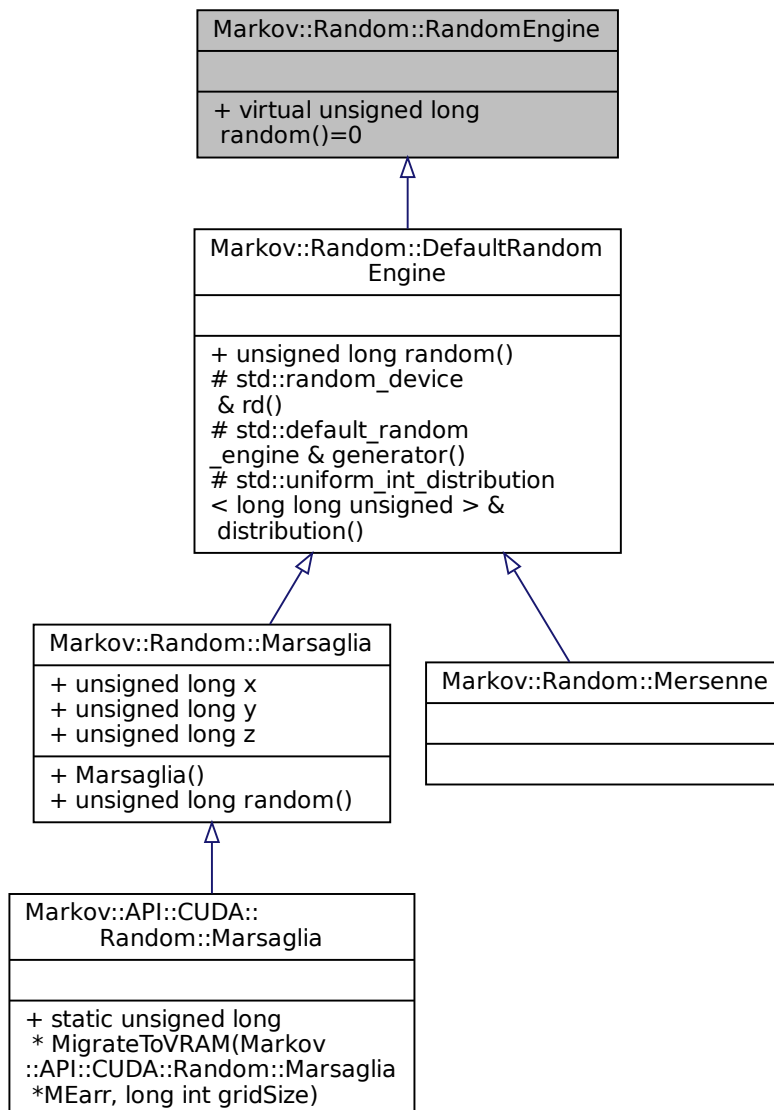 Markov::Random::RandomEngine
+ virtual unsigned long
random()=0
Markov::Random::DefaultRandom
Engine
+ unsigned long random()
# std::random_device
& rd()
# std::default_random
_engine & generator()
# std::uniform_int_distribution
< long long unsigned > &
distribution()
Markov::Random::Marsaglia
+ unsigned long x
+ unsigned long y
+ unsigned long z
+ Marsaglia()
+ unsigned long random()
Markov::Random::Mersenne
Markov::API::CUDA::
Random::Marsaglia
+ static unsigned long
* MigrateToVRAM(Markov
::API::CUDA::Random::Marsaglia
*MEarr, long int gridSize)